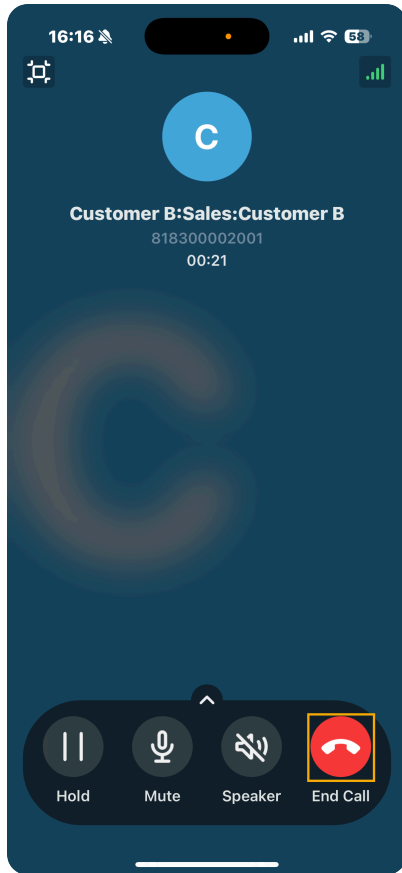 16:16
58
C
Customer B:Sales:Customer B
818300002001
00:21
Hold Mute Speaker End Call